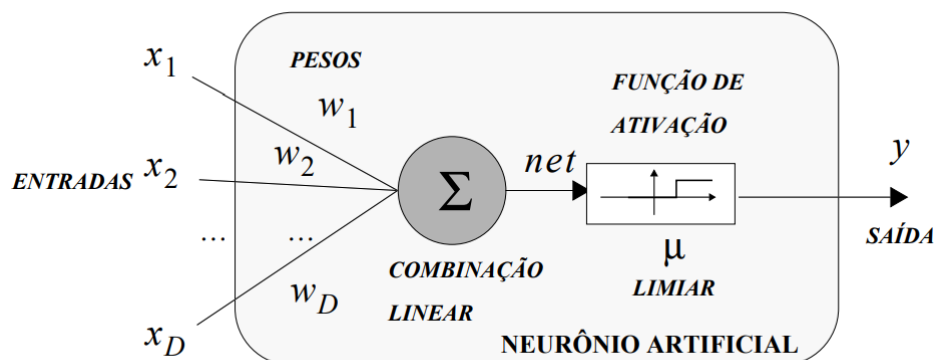 x1
PESOS
w1
FUNÇÃO DE
ATIVAÇÃO
ENTRADAS x2
w2
Σ
net
y
SAÍDA
... ...
μ
LIMIAR
COMBINAÇÃO
LINEAR
wD
xD
NEURÔNIO ARTIFICIAL